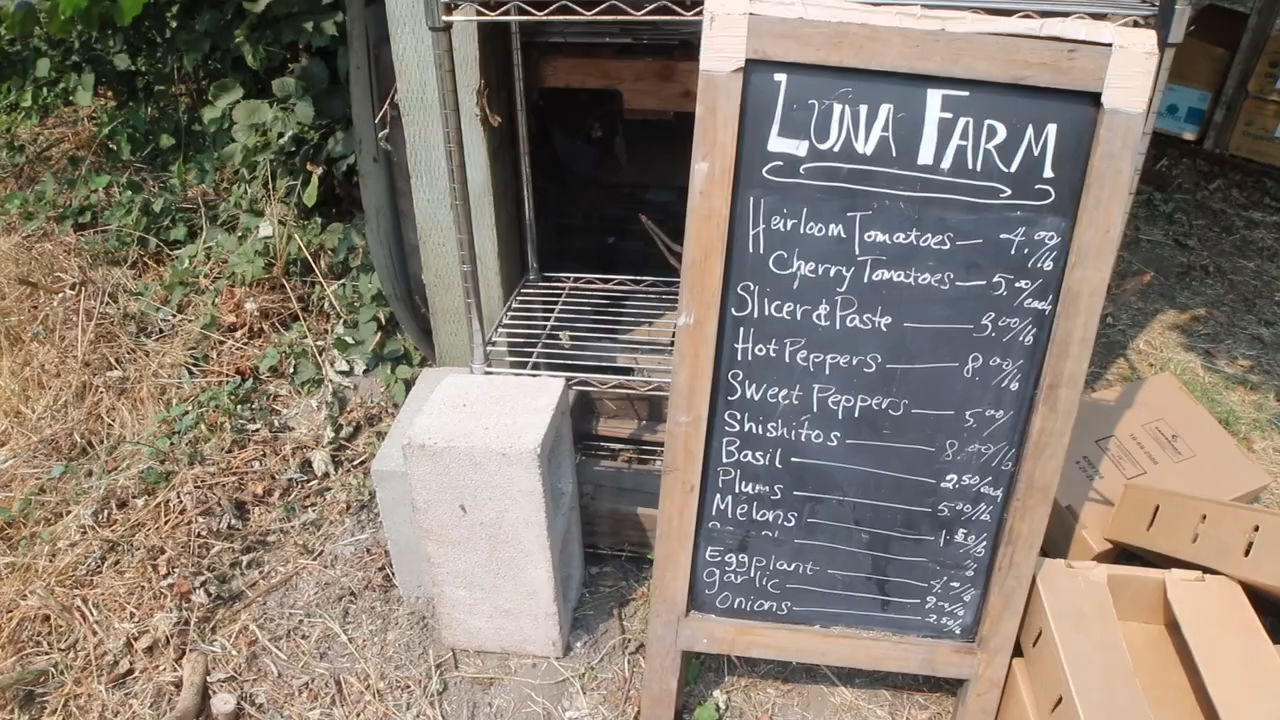 LUNA FARM
Heirloom Tomatoes — 4.00/lb
Cherry Tomatoes — 5.00/each
Slicer & Paste — 3.00/lb
Hot Peppers — 8.00/lb
Sweet Peppers — 5.00/
Shishitos — 8.00/lb
Basil — 2.50/each
Plums — 5.00/lb.
Melons — 1.50/lb
Eggplant — 4.00/lb
garlic — 9.00/lb
Onions — 2.50/lb